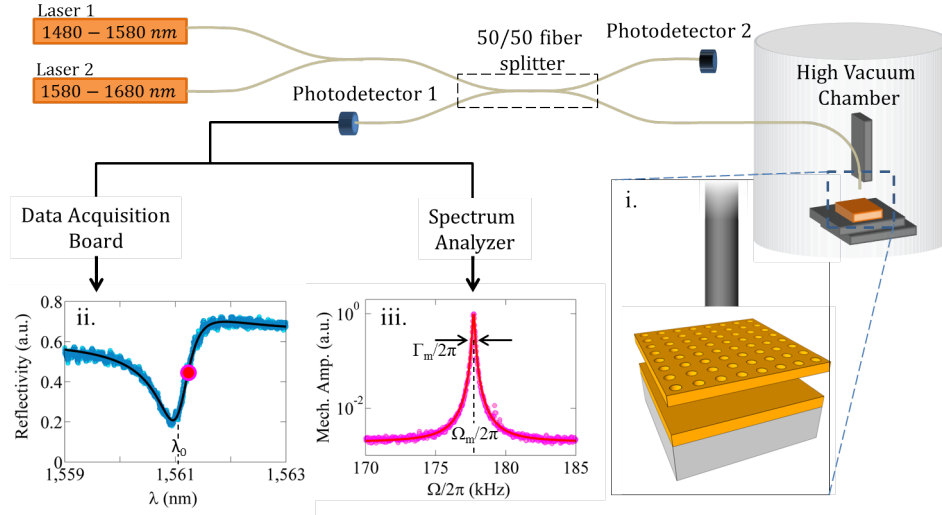 Laser 1
1480 − 1580 nm
Laser 2
1580 − 1680 nm
50/50 fiber
splitter
Photodetector 2
Photodetector 1
High Vacuum
Chamber
Data Acquisition
Board
Spectrum
Analyzer
i.
ii.
Reflectivity (a.u.)
0.8
0.6
0.4
0.2
0
λ₀
1,559
1,561
1,563
λ (nm)
iii.
Mech. Amp. (a.u.)
10⁰
10⁻²
Γₘ/2π
Ωₘ/2π
170
175
180
185
Ω/2π (kHz)